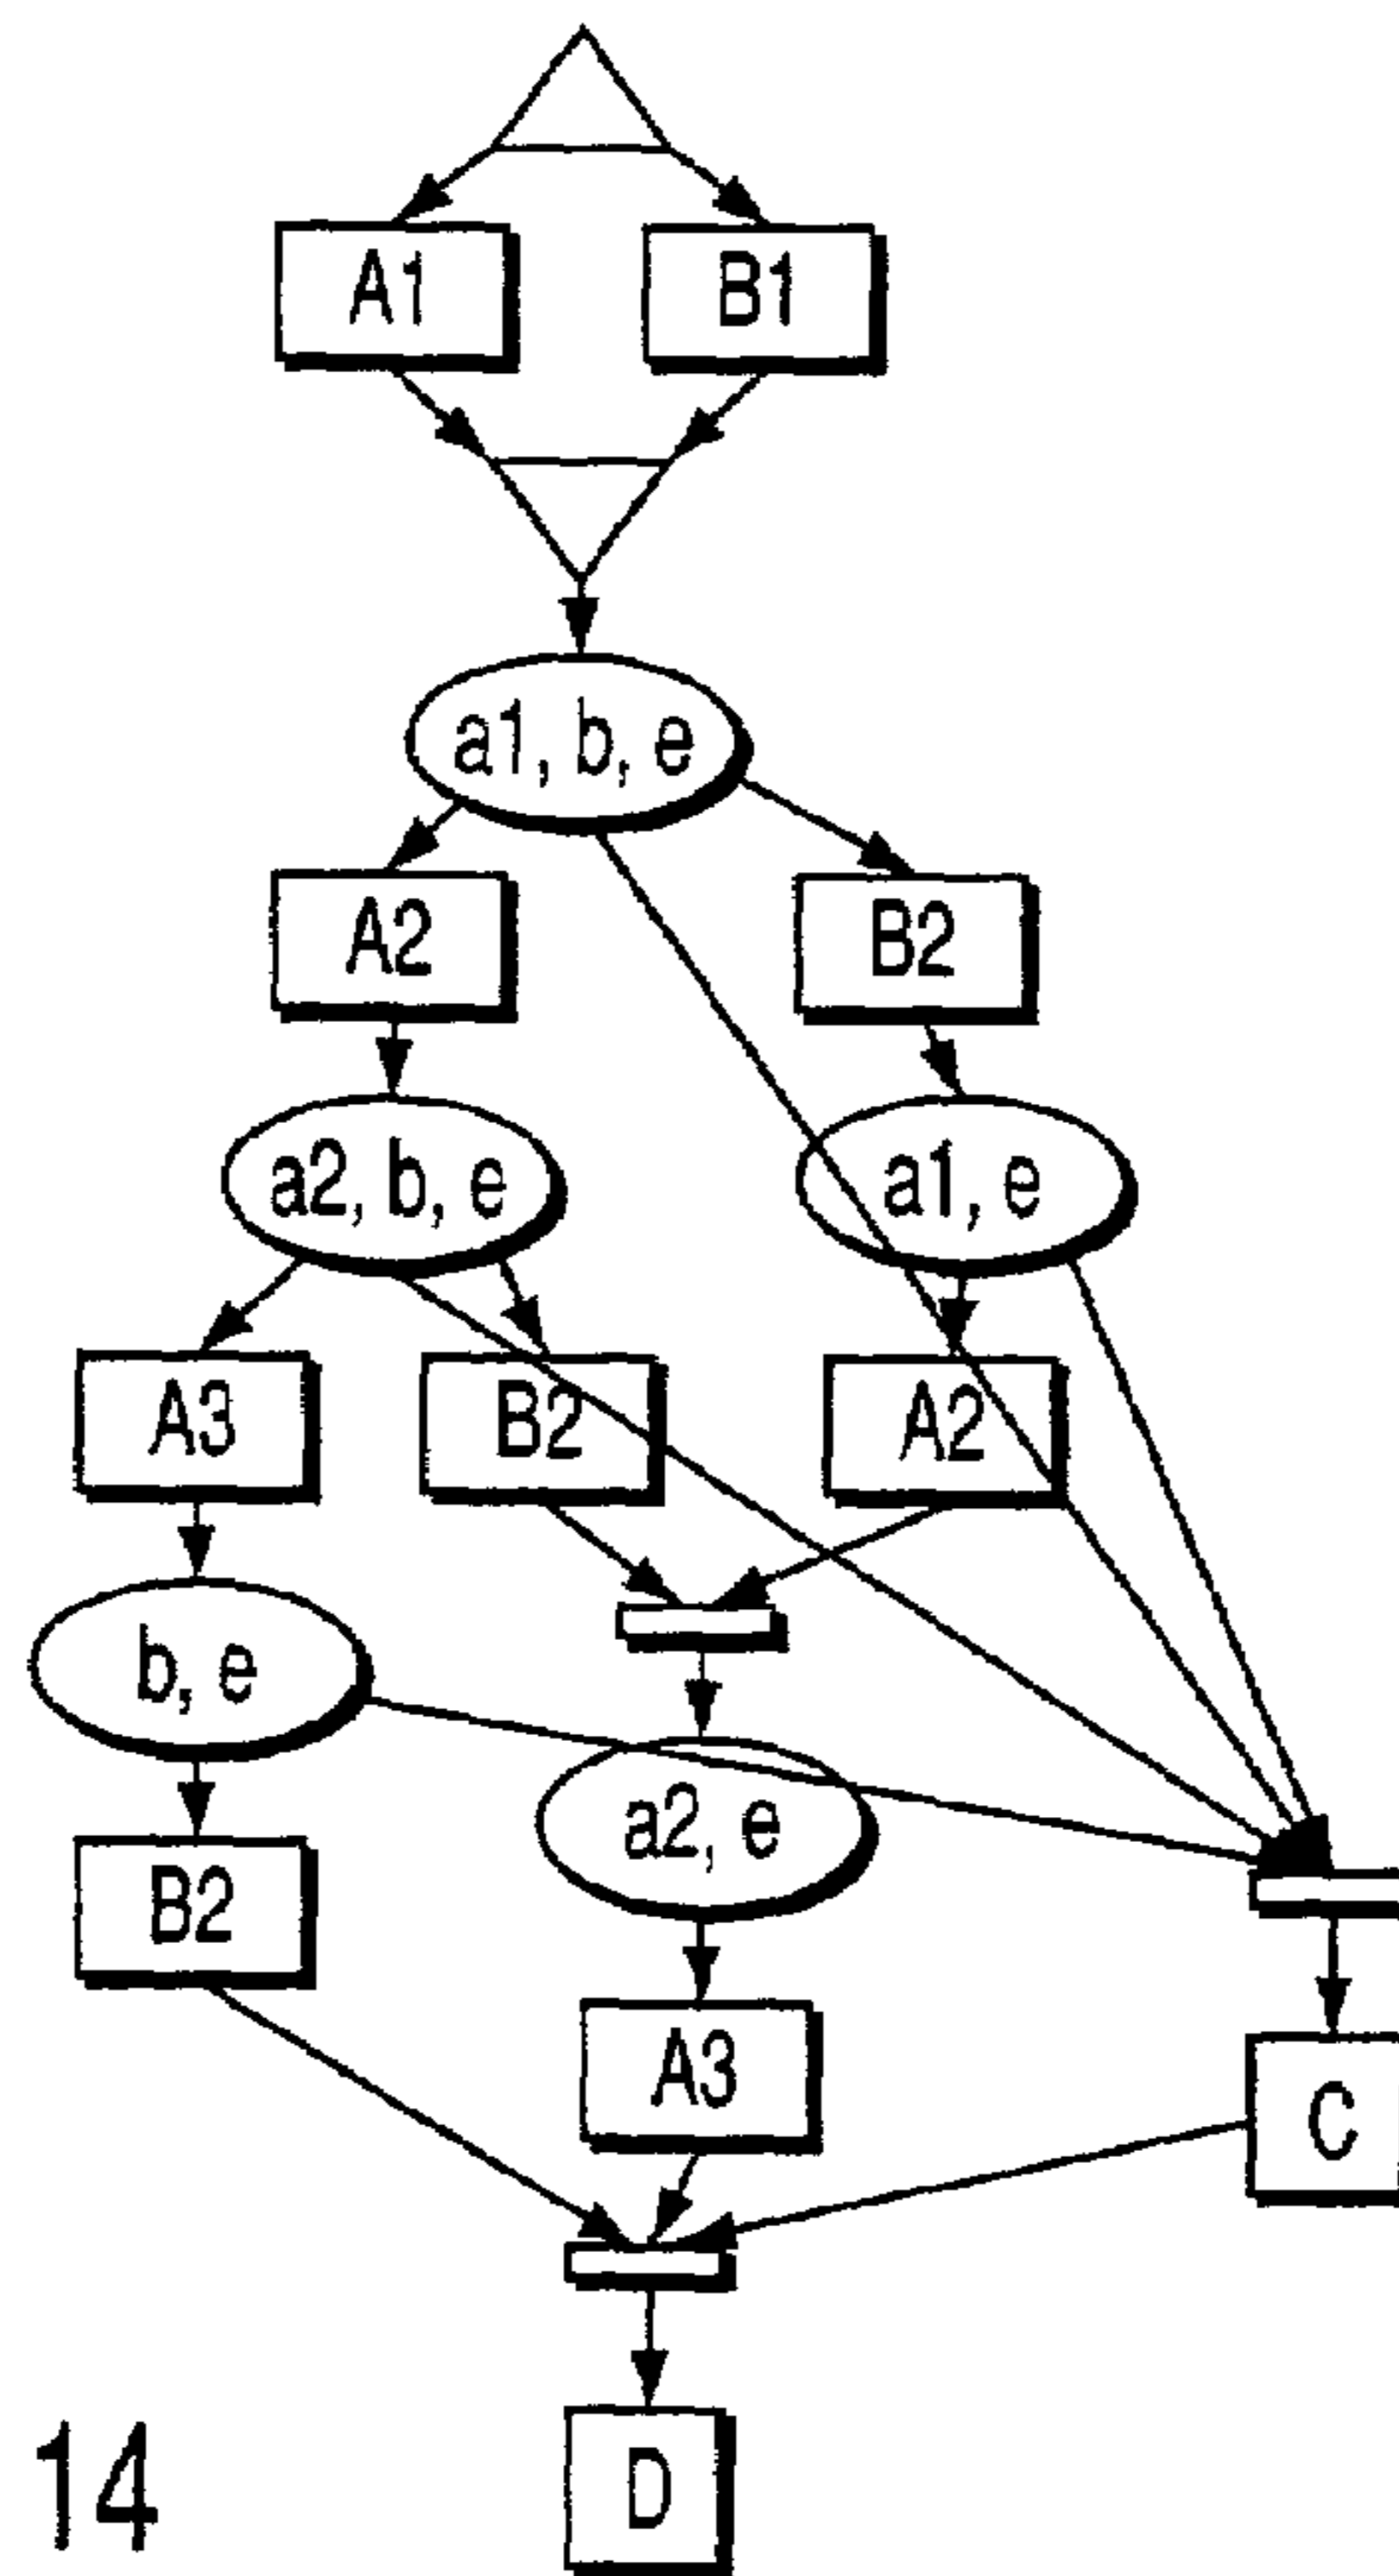 A1
B1
a1, b, e
A2
B2
a2, b, e
a1, e
A3
B2
A2
b, e
a2, e
B2
A3
C
D
14